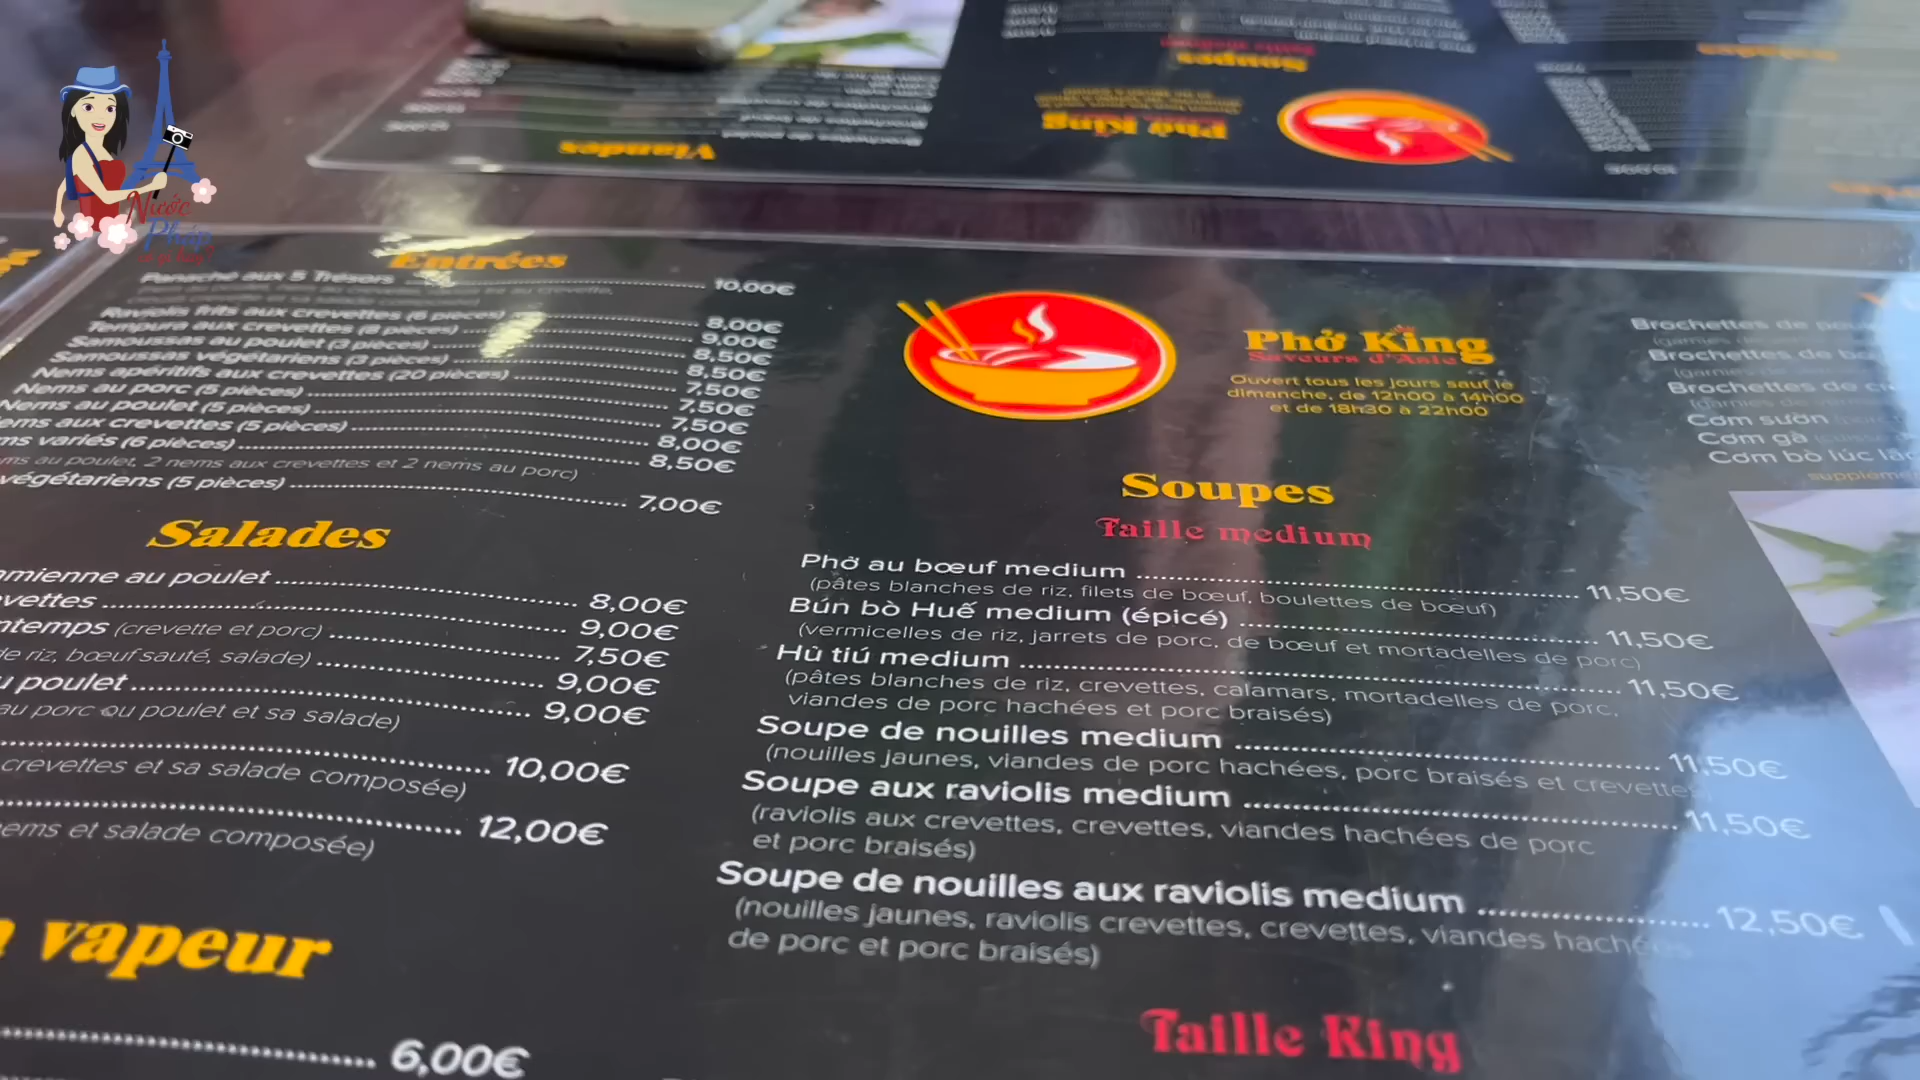 Nước
Pháp
Entrées
Panaché aux 5 Trésors 10,00€
Raviolis frits aux crevettes (6 pièces) 8,00€
Tempura aux crevettes (8 pièces) 9,00€
Samoussas au poulet (3 pièces) 8,50€
Samoussas végétariens (3 pièces) 8,50€
Nems apéritifs aux crevettes (20 pièces) 7,50€
Nems au porc (5 pièces) 7,50€
Nems au poulet (5 pièces) 7,50€
ems aux crevettes (5 pièces) 8,00€
ms variés (6 pièces) 8,50€
ms au poulet, 2 nems aux crevettes et 2 nems au porc)
végétariens (5 pièces) 7,00€
Salades
amienne au poulet 8,00€
evettes 9,00€
ntemps (crevette et porc) 7,50€
de riz, bœuf sauté, salade) 9,00€
u poulet 9,00€
au porc ou poulet et sa salade)
10,00€
crevettes et sa salade composée)
12,00€
nems et salade composée)
vapeur
6,00€
Phở King
Saveurs d'Asie
Ouvert tous les jours sauf le
dimanche, de 12h00 à 14h00
et de 18h30 à 22h00
Soupes
Taille medium
Phở au bœuf medium 11,50€
(pâtes blanches de riz, filets de bœuf, boulettes de bœuf)
Bún bò Huế medium (épicé) 11,50€
(vermicelles de riz, jarrets de porc, de bœuf et mortadelles de porc)
Hủ tiú medium 11,50€
(pâtes blanches de riz, crevettes, calamars, mortadelles de porc,
viandes de porc hachées et porc braisés)
Soupe de nouilles medium 11,50€
(nouilles jaunes, viandes de porc hachées, porc braisés et crevettes
Soupe aux raviolis medium 11,50€
(raviolis aux crevettes, crevettes, viandes hachées de porc
et porc braisés)
Soupe de nouilles aux raviolis medium 12,50€
(nouilles jaunes, raviolis crevettes, crevettes, viandes hachées
de porc et porc braisés)
Taille King
Brochettes de pou
Brochettes de bo
Brochettes de cr
Cơm sườn
Cơm gà
Cơm bò lúc lắc
supplém
Viandes
Phở King
Soupes